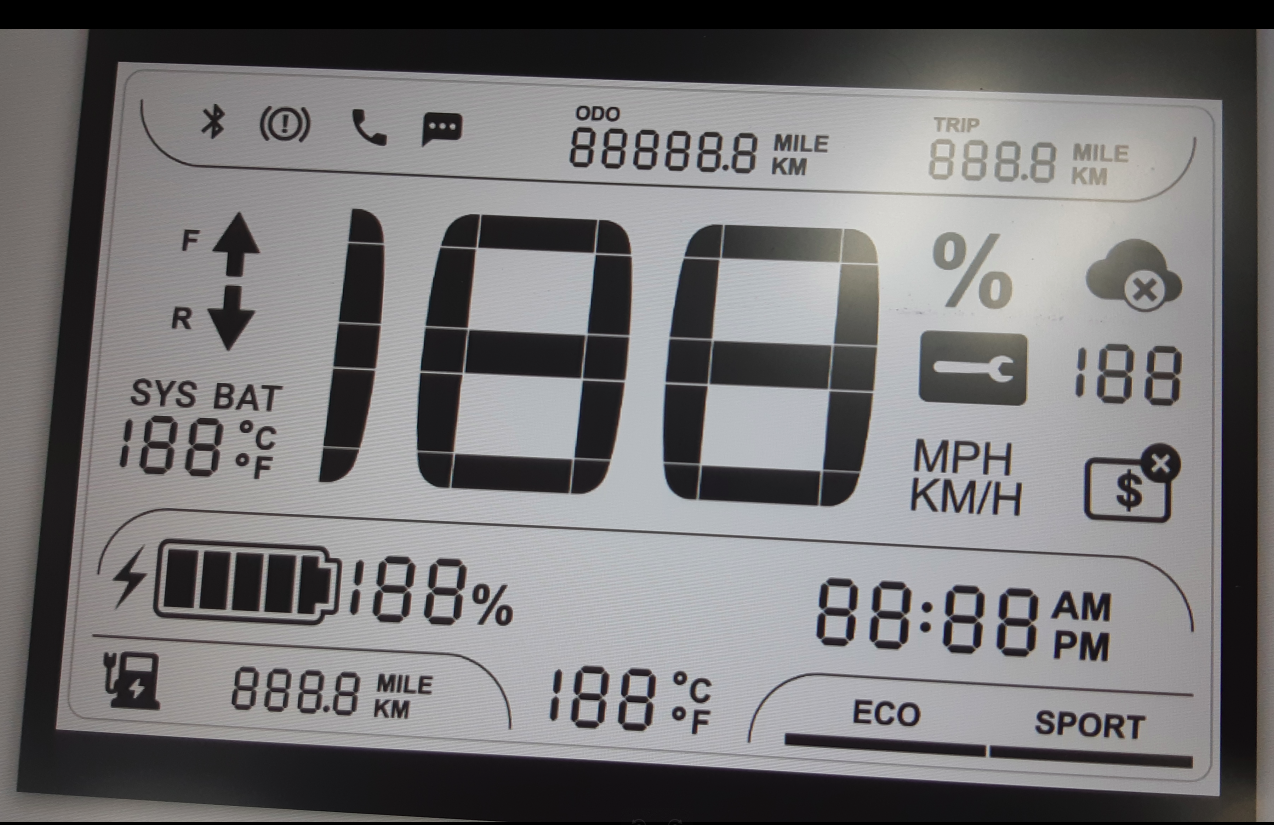 ODO
88888.8 MILE
KM
TRIP
888.8 MILE
KM
F
R
SYS BAT
188 °C
°F
188
%
188
MPH
KM/H
$
188%
88:88 AM
PM
888.8 MILE
KM
188 °C
°F
ECO SPORT